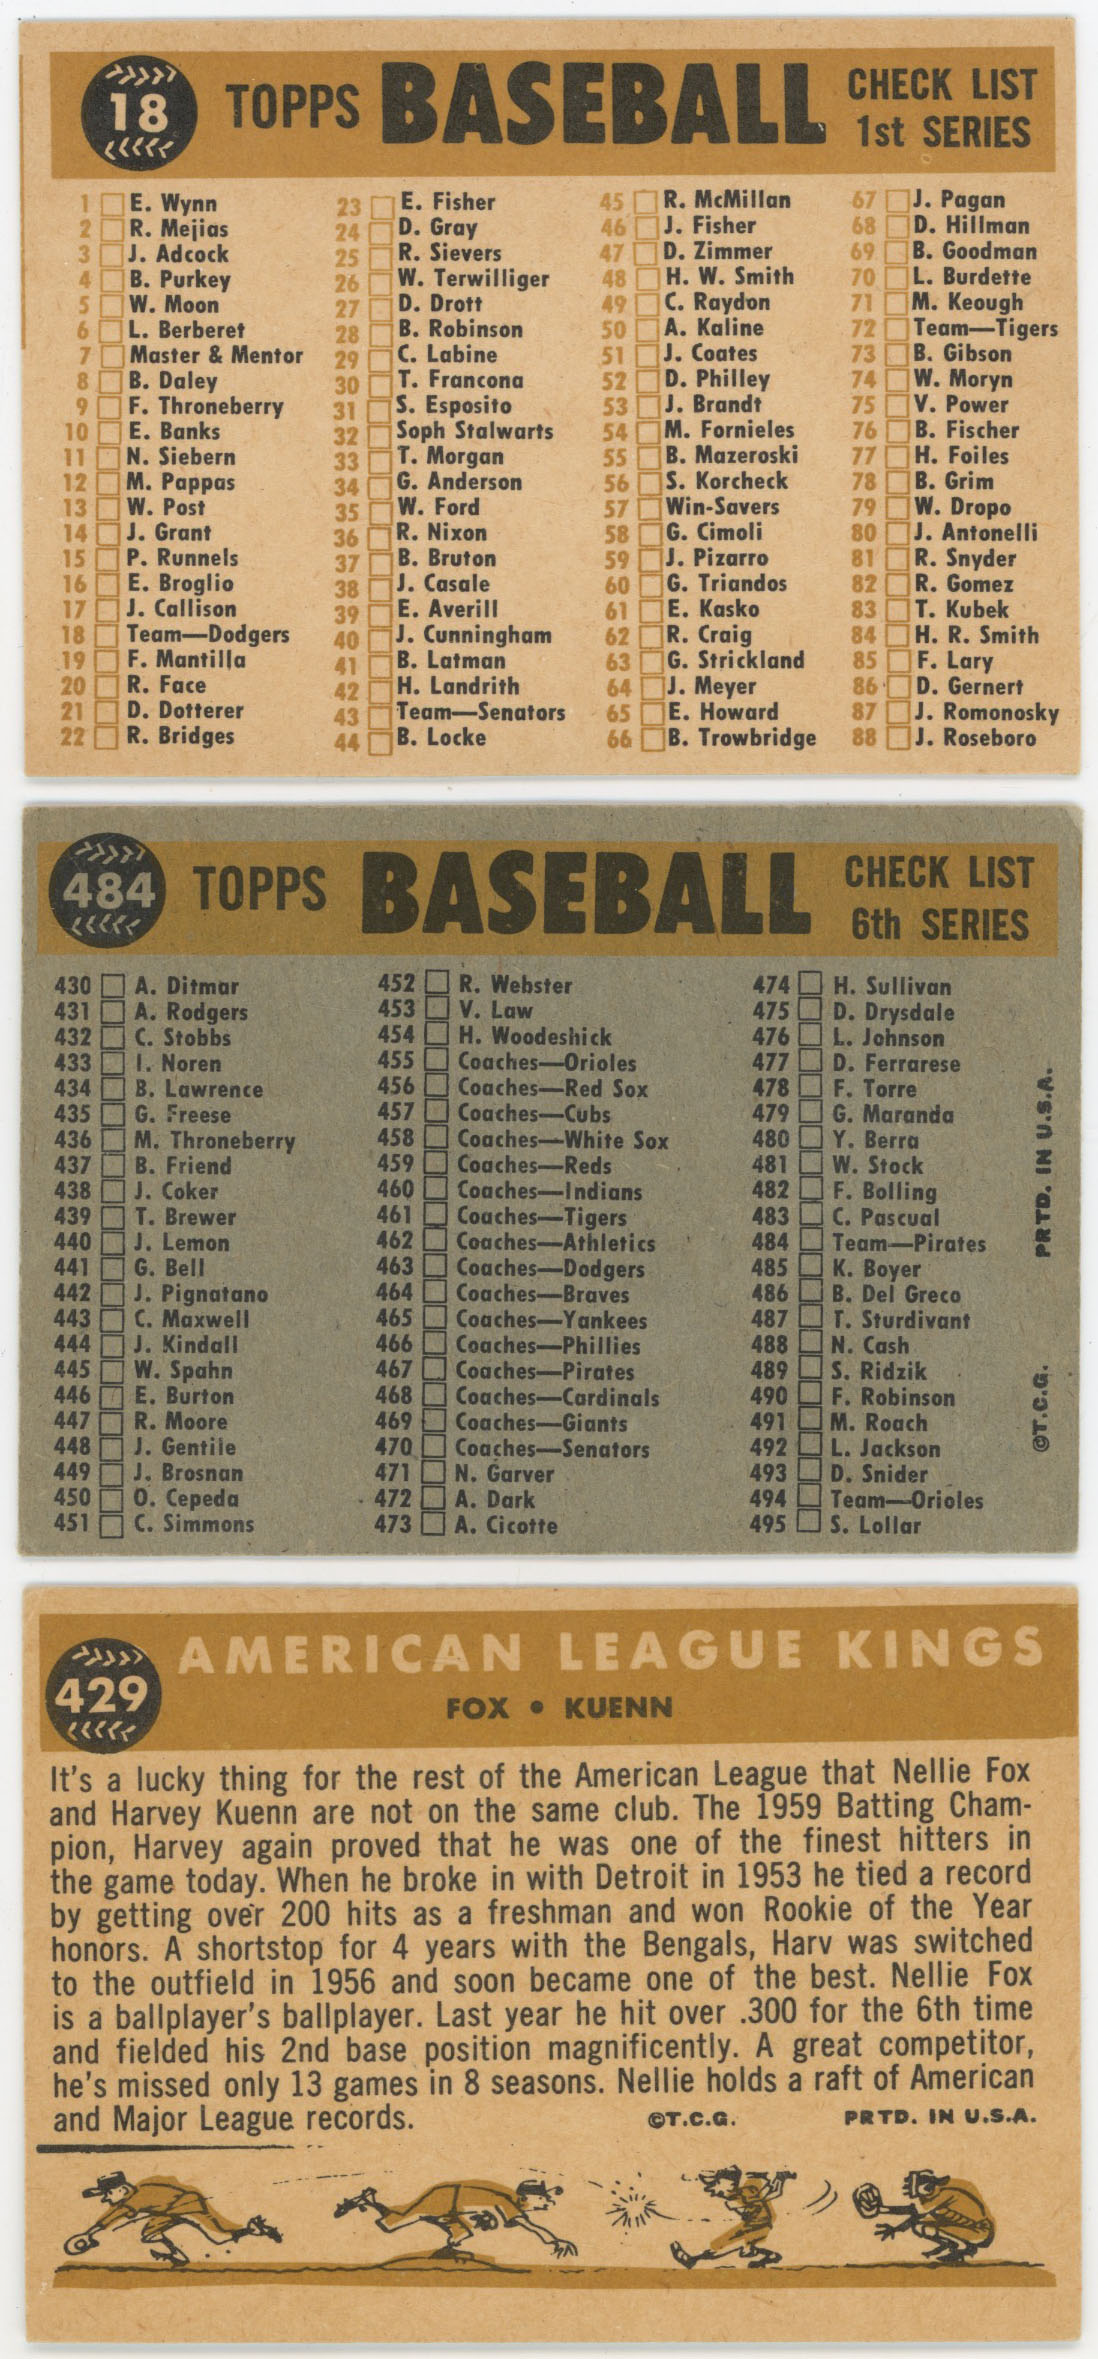 18 TOPPS BASEBALL CHECK LIST
1st SERIES
1 E. Wynn
2 R. Mejias
3 J. Adcock
4 B. Purkey
5 W. Moon
6 L. Berberet
7 Master & Mentor
8 B. Daley
9 F. Throneberry
10 E. Banks
11 N. Siebern
12 M. Pappas
13 W. Post
14 J. Grant
15 P. Runnels
16 E. Broglio
17 J. Callison
18 Team—Dodgers
19 F. Mantilla
20 R. Face
21 D. Dotterer
22 R. Bridges
23 E. Fisher
24 D. Gray
25 R. Sievers
26 W. Terwilliger
27 D. Drott
28 B. Robinson
29 C. Labine
30 T. Francona
31 S. Esposito
32 Soph Stalwarts
33 T. Morgan
34 G. Anderson
35 W. Ford
36 R. Nixon
37 B. Bruton
38 J. Casale
39 E. Averill
40 J. Cunningham
41 B. Latman
42 H. Landrith
43 Team—Senators
44 B. Locke
45 R. McMillan
46 J. Fisher
47 D. Zimmer
48 H. W. Smith
49 C. Raydon
50 A. Kaline
51 J. Coates
52 D. Philley
53 J. Brandt
54 M. Fornieles
55 B. Mazeroski
56 S. Korcheck
57 Win-Savers
58 G. Cimoli
59 J. Pizarro
60 G. Triandos
61 E. Kasko
62 R. Craig
63 G. Strickland
64 J. Meyer
65 E. Howard
66 B. Trowbridge
67 J. Pagan
68 D. Hillman
69 B. Goodman
70 L. Burdette
71 M. Keough
72 Team—Tigers
73 B. Gibson
74 W. Moryn
75 V. Power
76 B. Fischer
77 H. Foiles
78 B. Grim
79 W. Dropo
80 J. Antonelli
81 R. Snyder
82 R. Gomez
83 T. Kubek
84 H. R. Smith
85 F. Lary
86 D. Gernert
87 J. Romonosky
88 J. Roseboro
484 TOPPS BASEBALL CHECK LIST
6th SERIES
430 A. Ditmar
431 A. Rodgers
432 C. Stobbs
433 I. Noren
434 B. Lawrence
435 G. Freese
436 M. Throneberry
437 B. Friend
438 J. Coker
439 T. Brewer
440 J. Lemon
441 G. Bell
442 J. Pignatano
443 C. Maxwell
444 J. Kindall
445 W. Spahn
446 E. Burton
447 R. Moore
448 J. Gentile
449 J. Brosnan
450 O. Cepeda
451 C. Simmons
452 R. Webster
453 V. Law
454 H. Woodeshick
455 Coaches—Orioles
456 Coaches—Red Sox
457 Coaches—Cubs
458 Coaches—White Sox
459 Coaches—Reds
460 Coaches—Indians
461 Coaches—Tigers
462 Coaches—Athletics
463 Coaches—Dodgers
464 Coaches—Braves
465 Coaches—Yankees
466 Coaches—Phillies
467 Coaches—Pirates
468 Coaches—Cardinals
469 Coaches—Giants
470 Coaches—Senators
471 N. Garver
472 A. Dark
473 A. Cicotte
474 H. Sullivan
475 D. Drysdale
476 L. Johnson
477 D. Ferrarese
478 F. Torre
479 G. Maranda
480 Y. Berra
481 W. Stock
482 F. Bolling
483 C. Pascual
484 Team—Pirates
485 K. Boyer
486 B. Del Greco
487 T. Sturdivant
488 N. Cash
489 S. Ridzik
490 F. Robinson
491 M. Roach
492 L. Jackson
493 D. Snider
494 Team—Orioles
495 S. Lollar
©T.C.G. PRTD. IN U.S.A.
429 AMERICAN LEAGUE KINGS
FOX • KUENN
It's a lucky thing for the rest of the American League that Nellie Fox
and Harvey Kuenn are not on the same club. The 1959 Batting Cham-
pion, Harvey again proved that he was one of the finest hitters in
the game today. When he broke in with Detroit in 1953 he tied a record
by getting over 200 hits as a freshman and won Rookie of the Year
honors. A shortstop for 4 years with the Bengals, Harv was switched
to the outfield in 1956 and soon became one of the best. Nellie Fox
is a ballplayer's ballplayer. Last year he hit over .300 for the 6th time
and fielded his 2nd base position magnificently. A great competitor,
he's missed only 13 games in 8 seasons. Nellie holds a raft of American
and Major League records. ©T.C.G. PRTD. IN U.S.A.